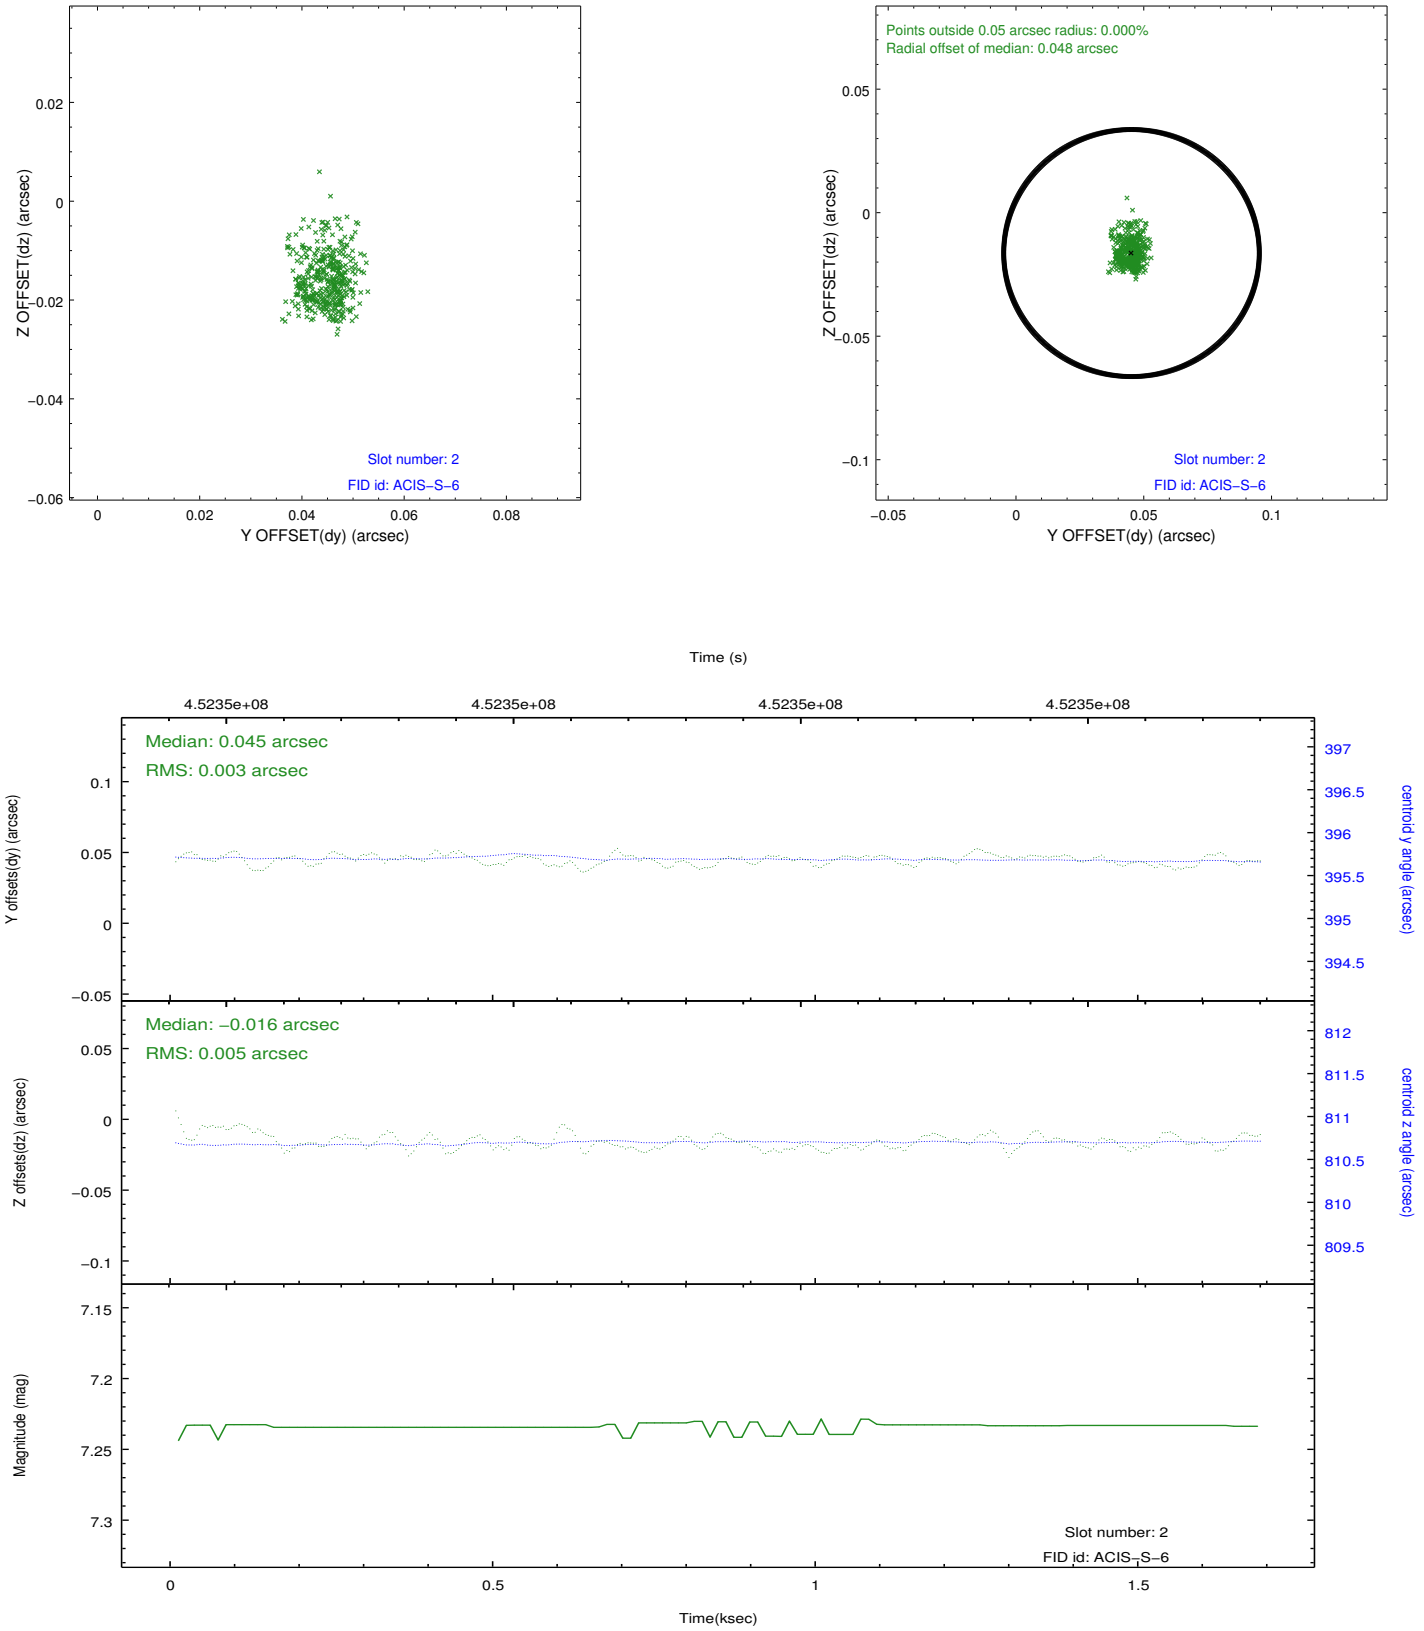 0.02
0
−0.02
−0.04
−0.06
Z OFFSET(dz) (arcsec)
Slot number: 2
FID id: ACIS−S−6
0
0.02
0.04
0.06
0.08
Y OFFSET(dy) (arcsec)
Points outside 0.05 arcsec radius: 0.000%
Radial offset of median: 0.048 arcsec
0.05
0
−0.05
−0.1
Z OFFSET(dz) (arcsec)
Slot number: 2
FID id: ACIS−S−6
−0.05
0
0.05
0.1
Y OFFSET(dy) (arcsec)
Time (s)
4.5235e+08
4.5235e+08
4.5235e+08
4.5235e+08
Median: 0.045 arcsec
RMS: 0.003 arcsec
0.1
0.05
0
−0.05
Y offsets(dy) (arcsec)
397
396.5
396
395.5
395
394.5
centroid y angle (arcsec)
Median: −0.016 arcsec
RMS: 0.005 arcsec
0.05
0
−0.05
−0.1
Z offsets(dz) (arcsec)
812
811.5
811
810.5
810
809.5
centroid z angle (arcsec)
7.15
7.2
7.25
7.3
Magnitude (mag)
Slot number: 2
FID id: ACIS−S−6
0
0.5
1
1.5
Time(ksec)